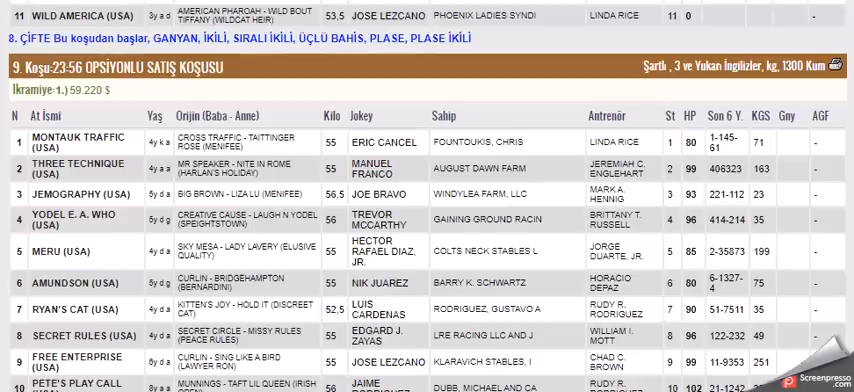 11 WILD AMERICA (USA) 3y a d AMERICAN PHAROAH - WILD BOUT TIFFANY (WILDCAT HEIR) 53,5 JOSE LEZCANO PHOENIX LADIES SYNDI LINDA RICE 11 0 -
8. ÇİFTE Bu koşudan başlar, GANYAN, İKİLİ, SIRALI İKİLİ, ÜÇLÜ BAHİS, PLASE, PLASE İKİLİ
9. Koşu:23:56 OPSİYONLU SATIŞ KOŞUSU Şartlı , 3 ve Yukarı İngilizler, kg, 1300 Kum
İkramiye:1.) 59.220 $
N At İsmi Yaş Orijin (Baba - Anne) Kilo Jokey Sahip Antrenör St HP Son 6 Y. KGS Gny AGF
1 MONTAUK TRAFFIC (USA) 4y k a CROSS TRAFFIC - TAITTINGER ROSE (MENIFEE) 55 ERIC CANCEL FOUNTOUKIS, CHRIS LINDA RICE 1 80 1-145-61 71 -
2 THREE TECHNIQUE (USA) 4y a a MR SPEAKER - NITE IN ROME (HARLAN'S HOLIDAY) 55 MANUEL FRANCO AUGUST DAWN FARM JEREMIAH C. ENGLEHART 2 99 406323 163 -
3 JEMOGRAPHY (USA) 5y d a BIG BROWN - LIZA LU (MENIFEE) 56,5 JOE BRAVO WINDYLEA FARM, LLC MARK A. HENNIG 3 93 221-112 23 -
4 YODEL E. A. WHO (USA) 5y d g CREATIVE CAUSE - LAUGH N YODEL (SPEIGHTSTOWN) 56 TREVOR MCCARTHY GAINING GROUND RACIN BRITTANY T. RUSSELL 4 96 414-214 35 -
5 MERU (USA) 4y d a SKY MESA - LADY LAVERY (ELUSIVE QUALITY) 55 HECTOR RAFAEL DIAZ, JR. COLTS NECK STABLES L JORGE DUARTE, JR. 5 85 2-35873 199 -
6 AMUNDSON (USA) 5y d g CURLIN - BRIDGEHAMPTON (BERNARDINI) 55 NIK JUAREZ BARRY K. SCHWARTZ HORACIO DEPAZ 6 80 6-1327-4 75 -
7 RYAN'S CAT (USA) 4y d a KITTEN'S JOY - HOLD IT (DISCREET CAT) 52,5 LUIS CARDENAS RODRIGUEZ, GUSTAVO A RUDY R. RODRIGUEZ 7 90 51-7511 35 -
8 SECRET RULES (USA) 4y d a SECRET CIRCLE - MISSY RULES (PEACE RULES) 55 EDGARD J. ZAYAS LRE RACING LLC AND J WILLIAM I. MOTT 8 96 122-232 49 -
9 FREE ENTERPRISE (USA) 6y d a CURLIN - SING LIKE A BIRD (LAWYER RON) 55 JOSE LEZCANO KLARAVICH STABLES, I CHAD C. BROWN 9 99 11-9353 251
10 PETE'S PLAY CALL 8y a a MUNNINGS - TAFT LIL QUEEN (IRISH 56 JAIME DUBB, MICHAEL AND CA RUDY R. 10 102
Screenpresso
.com